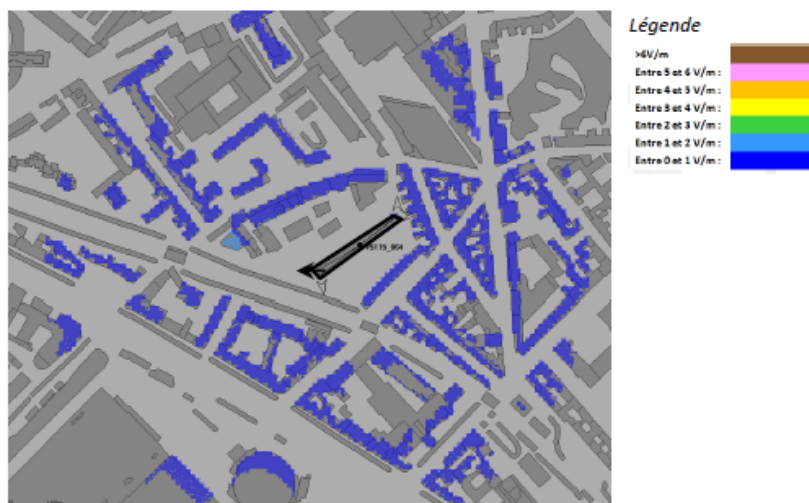 Légende
>6V/m
Entre 5 et 6 V/m :
Entre 4 et 5 V/m :
Entre 3 et 4 V/m :
Entre 2 et 3 V/m :
Entre 1 et 2 V/m :
Entre 0 et 1 V/m :